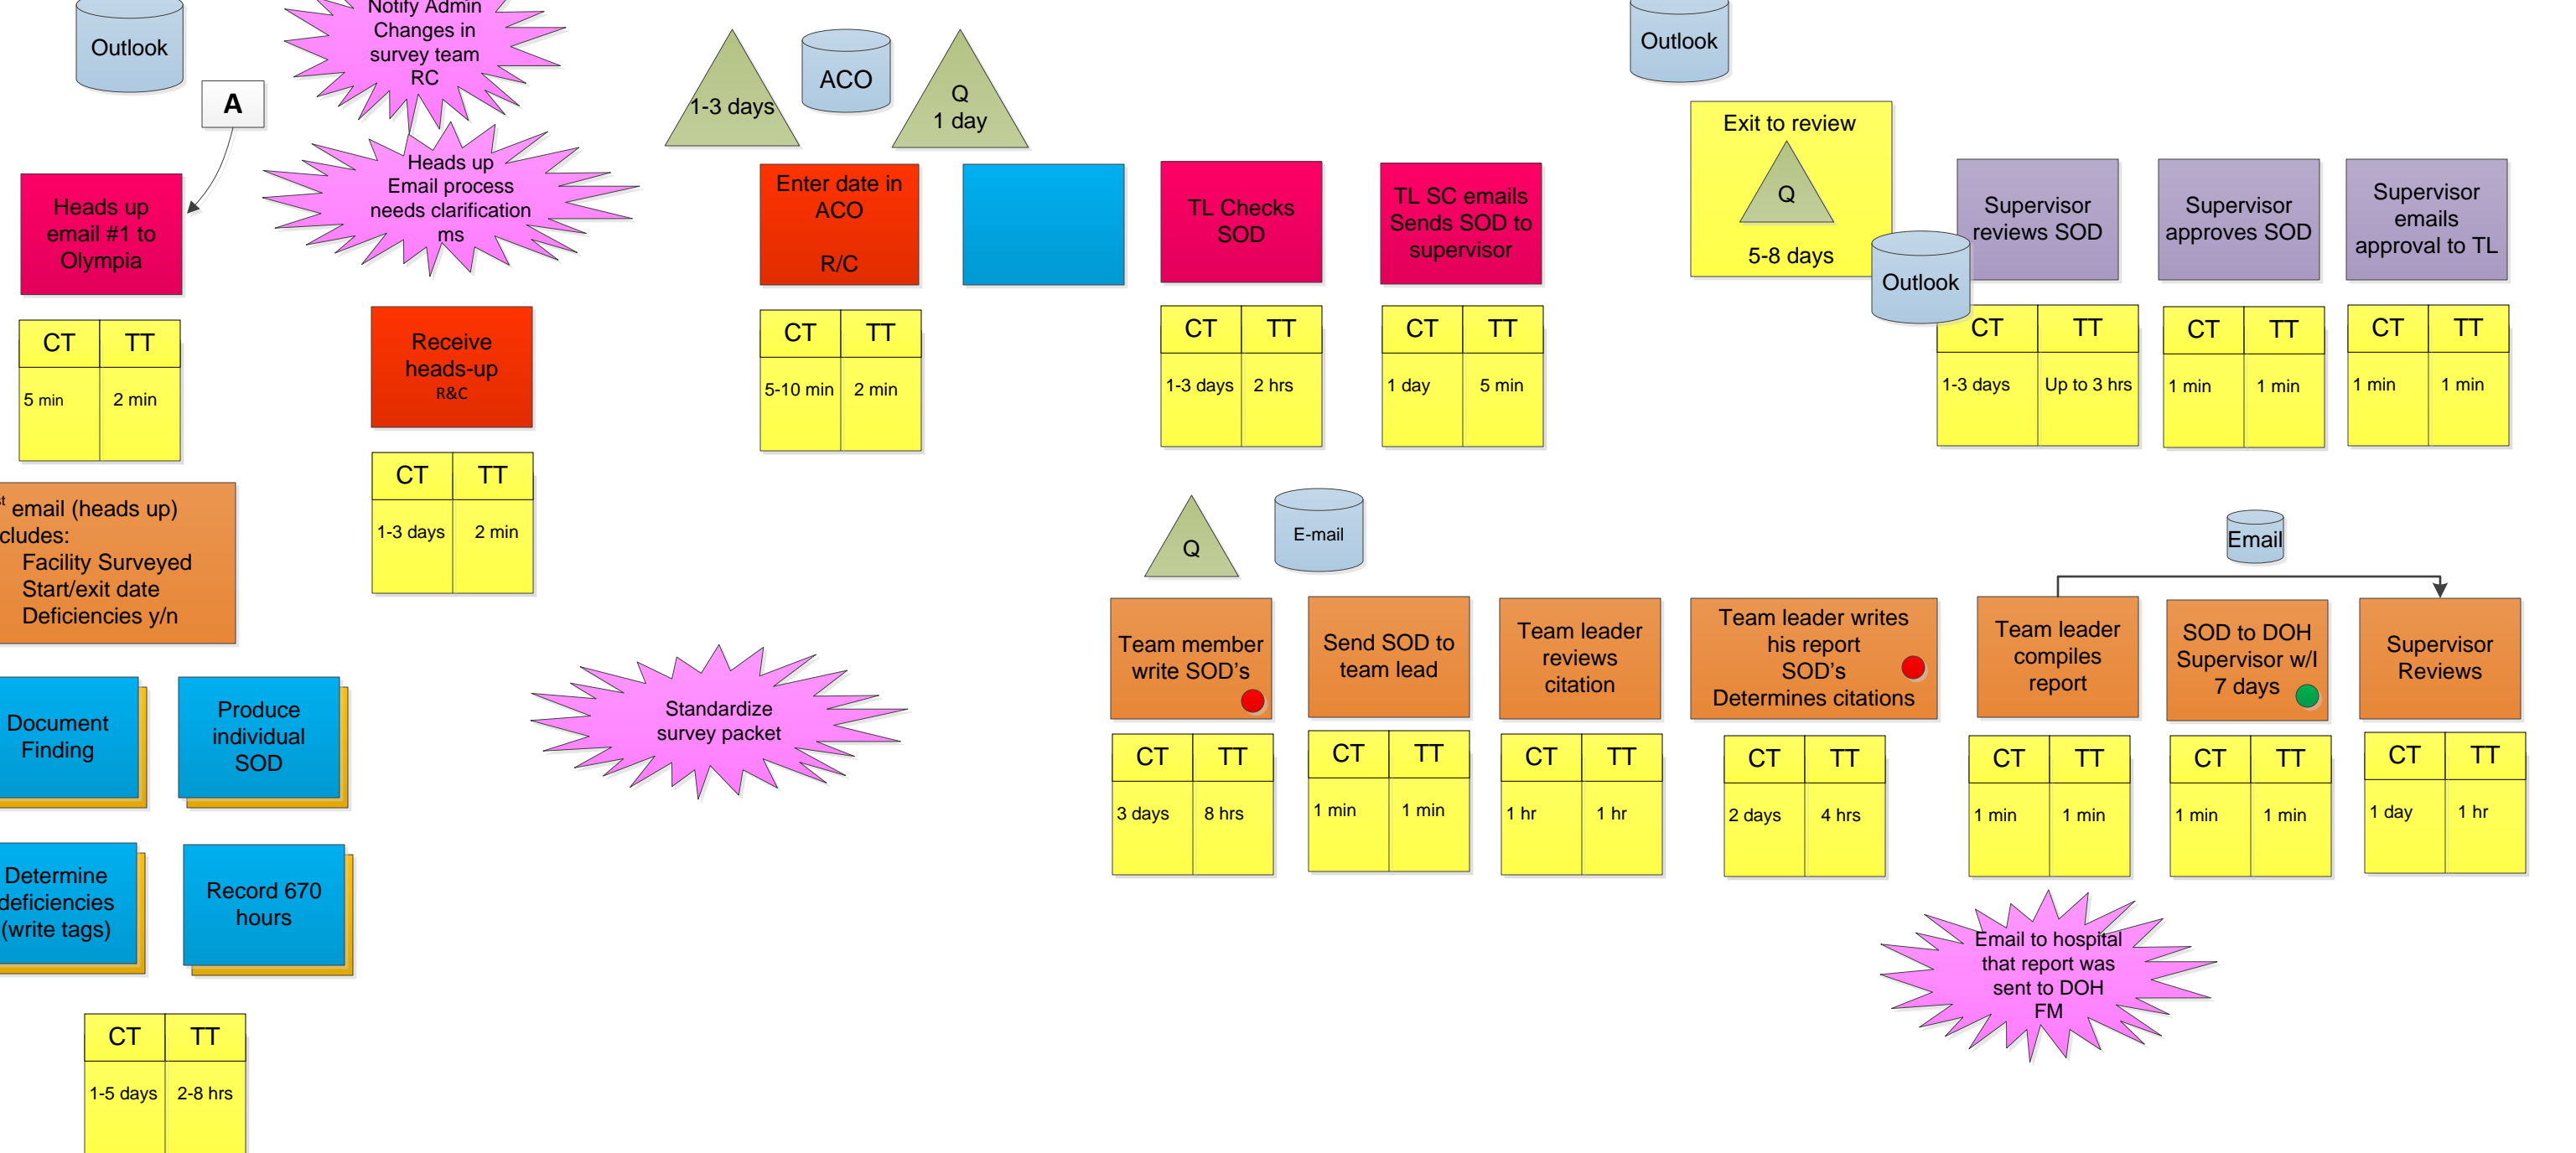 Outlook
A
Notify Admin
Changes in
survey team
RC
Heads up
Email process
needs clarification
ms
1-3 days
ACO
Q
1 day
Outlook
Exit to review
Q
5-8 days
Outlook
Heads up
email #1 to
Olympia
Enter date in
ACO
R/C
TL Checks
SOD
TL SC emails
Sends SOD to
supervisor
Supervisor
reviews SOD
Supervisor
approves SOD
Supervisor
emails
approval to TL
CT TT
5 min 2 min
Receive
heads-up
R&C
CT TT
1-3 days 2 min
CT TT
5-10 min 2 min
CT TT
1-3 days 2 hrs
CT TT
1 day 5 min
CT TT
1-3 days Up to 3 hrs
CT TT
1 min 1 min
CT TT
1 min 1 min
st email (heads up)
cludes:
Facility Surveyed
Start/exit date
Deficiencies y/n
Q
E-mail
Email
Team member
write SOD's
Send SOD to
team lead
Team leader
reviews
citation
Team leader writes
his report
SOD's
Determines citations
Team leader
compiles
report
SOD to DOH
Supervisor w/I
7 days
Supervisor
Reviews
CT TT
3 days 8 hrs
CT TT
1 min 1 min
CT TT
1 hr 1 hr
CT TT
2 days 4 hrs
CT TT
1 min 1 min
CT TT
1 min 1 min
CT TT
1 day 1 hr
Document
Finding
Produce
individual
SOD
Standardize
survey packet
Determine
deficiencies
(write tags)
Record 670
hours
Email to hospital
that report was
sent to DOH
FM
CT TT
1-5 days 2-8 hrs